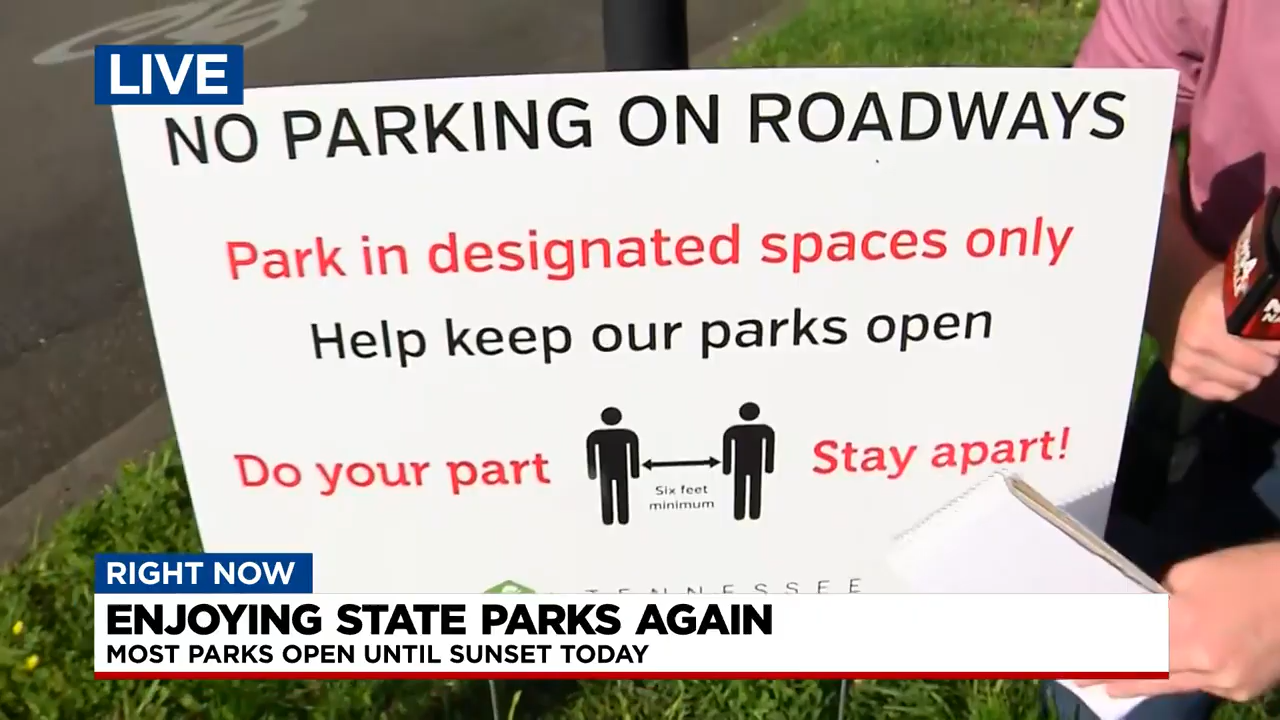 LIVE
NO PARKING ON ROADWAYS
Park in designated spaces only
Help keep our parks open
Do your part
Six feet
minimum
Stay apart!
TENNESSEE
RIGHT NOW
ENJOYING STATE PARKS AGAIN
MOST PARKS OPEN UNTIL SUNSET TODAY